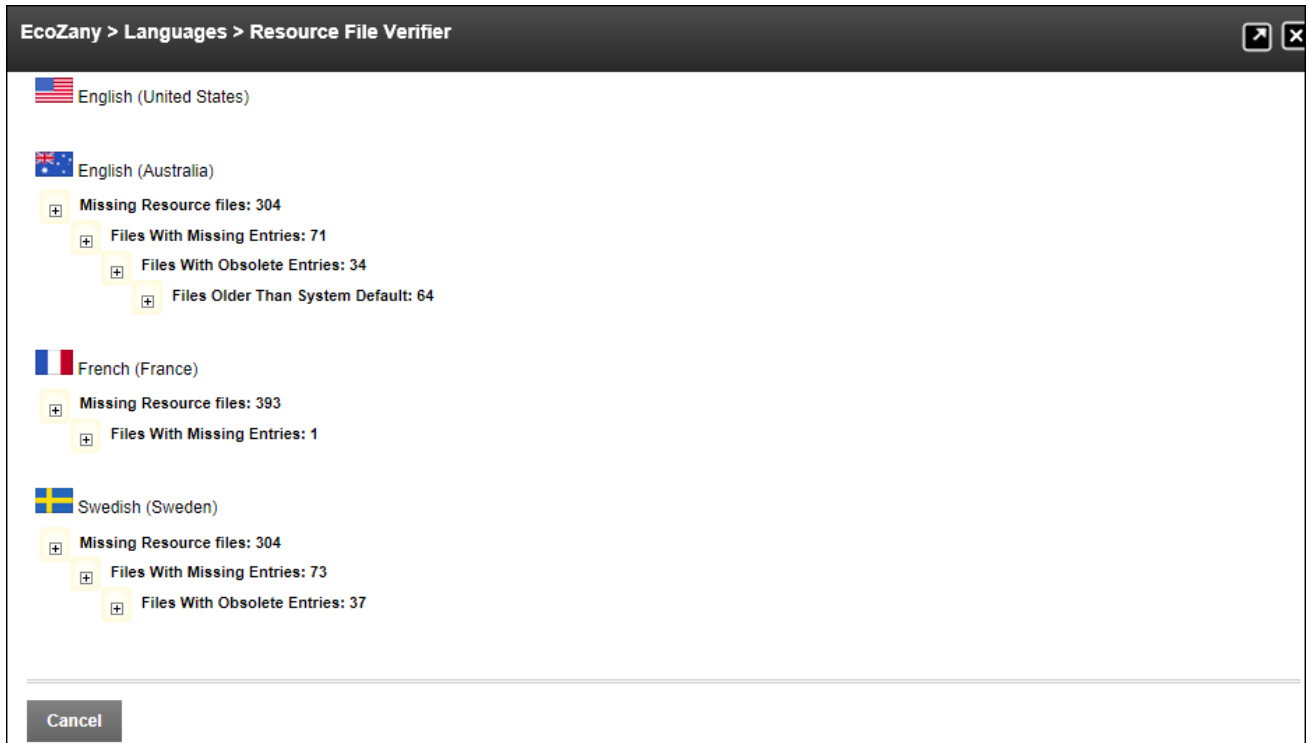 EcoZany > Languages > Resource File Verifier
English (United States)
English (Australia)
Missing Resource files: 304
Files With Missing Entries: 71
Files With Obsolete Entries: 34
Files Older Than System Default: 64
French (France)
Missing Resource files: 393
Files With Missing Entries: 1
Swedish (Sweden)
Missing Resource files: 304
Files With Missing Entries: 73
Files With Obsolete Entries: 37
Cancel